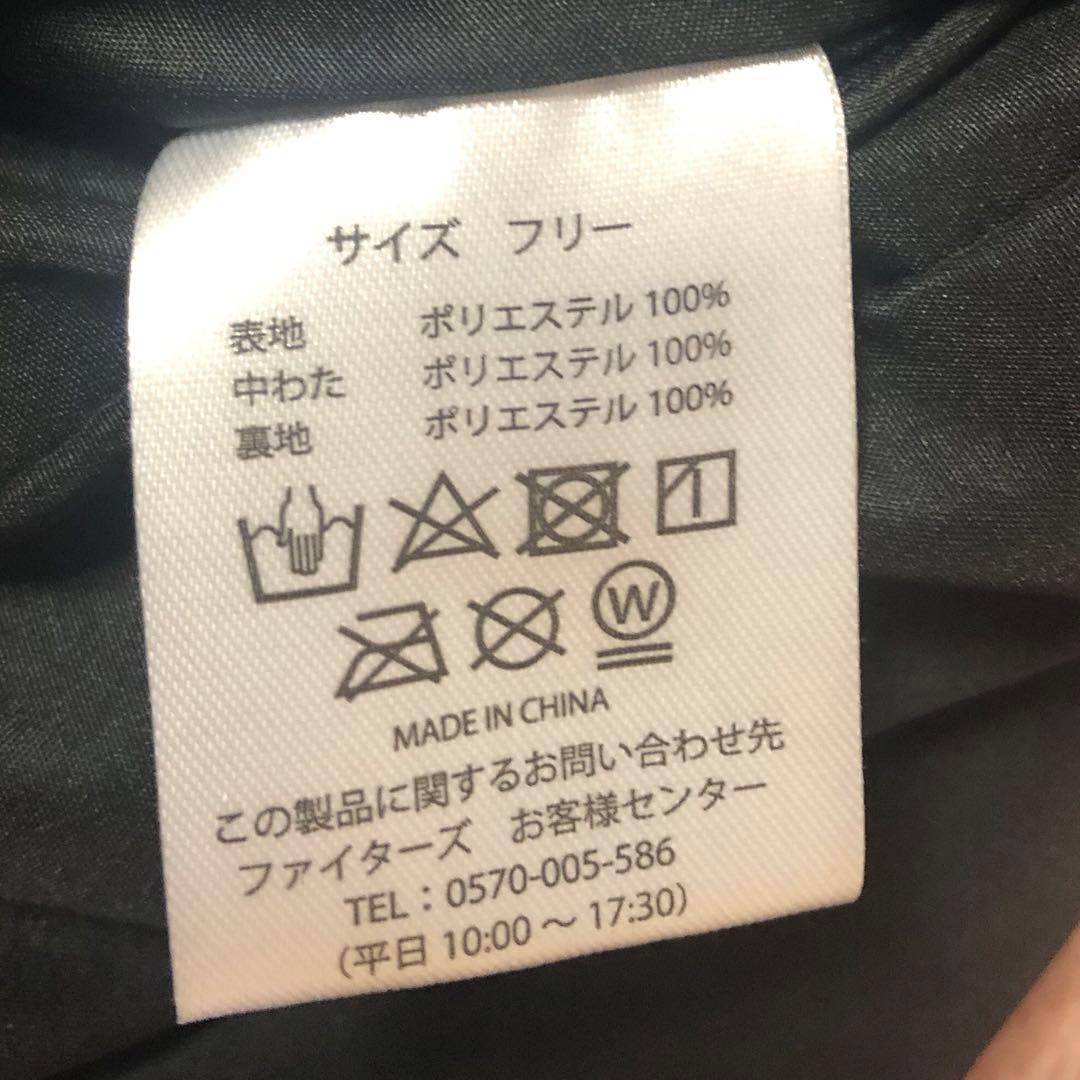 サイズ フリー
表地 ポリエステル 100%
中わた ポリエステル 100%
裏地 ポリエステル 100%
W
MADE IN CHINA
この製品に関するお問い合わせ先
ファイターズ お客様センター
TEL：0570-005-586
（平日 10:00 〜 17:30）